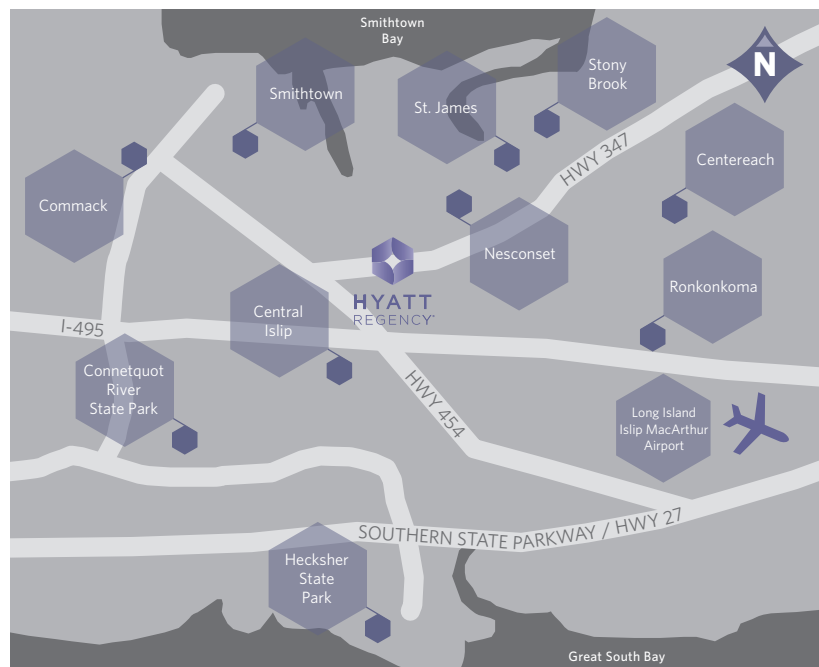 Smithtown
Bay
N
Smithtown
St. James
Stony
Brook
Centereach
HWY 347
Commack
Nesconset
HYATT
REGENCY®
Ronkonkoma
Central
Islip
I-495
Connetquot
River
State Park
HWY 454
Long Island
Islip MacArthur
Airport
SOUTHERN STATE PARKWAY / HWY 27
Hecksher
State
Park
Great South Bay